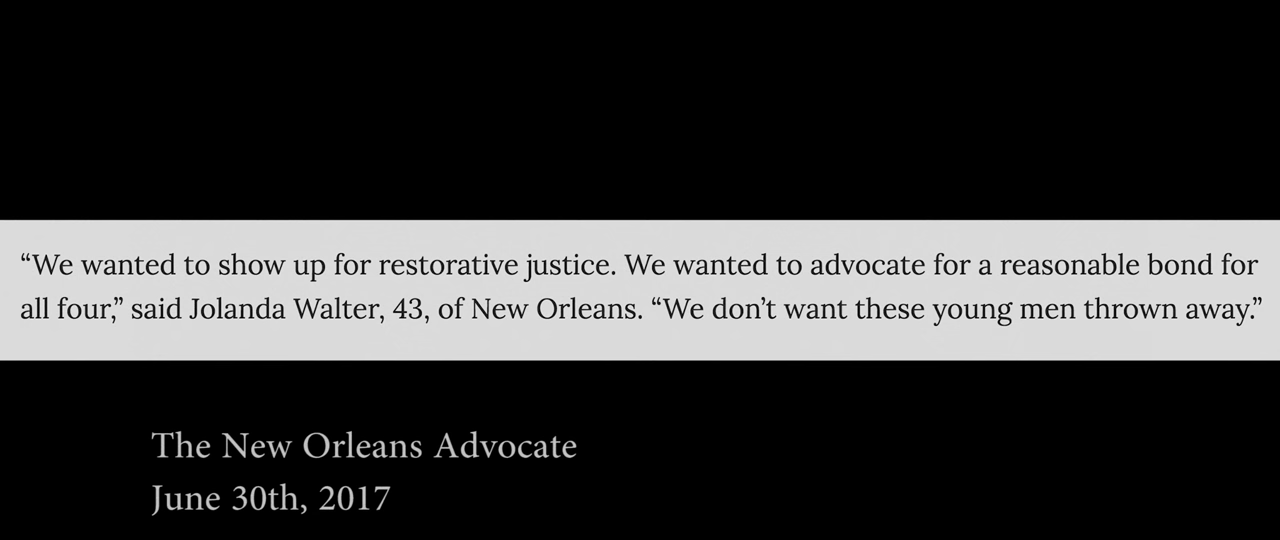 “We wanted to show up for restorative justice. We wanted to advocate for a reasonable bond for
all four,” said Jolanda Walter, 43, of New Orleans. “We don’t want these young men thrown away.”
The New Orleans Advocate
June 30th, 2017